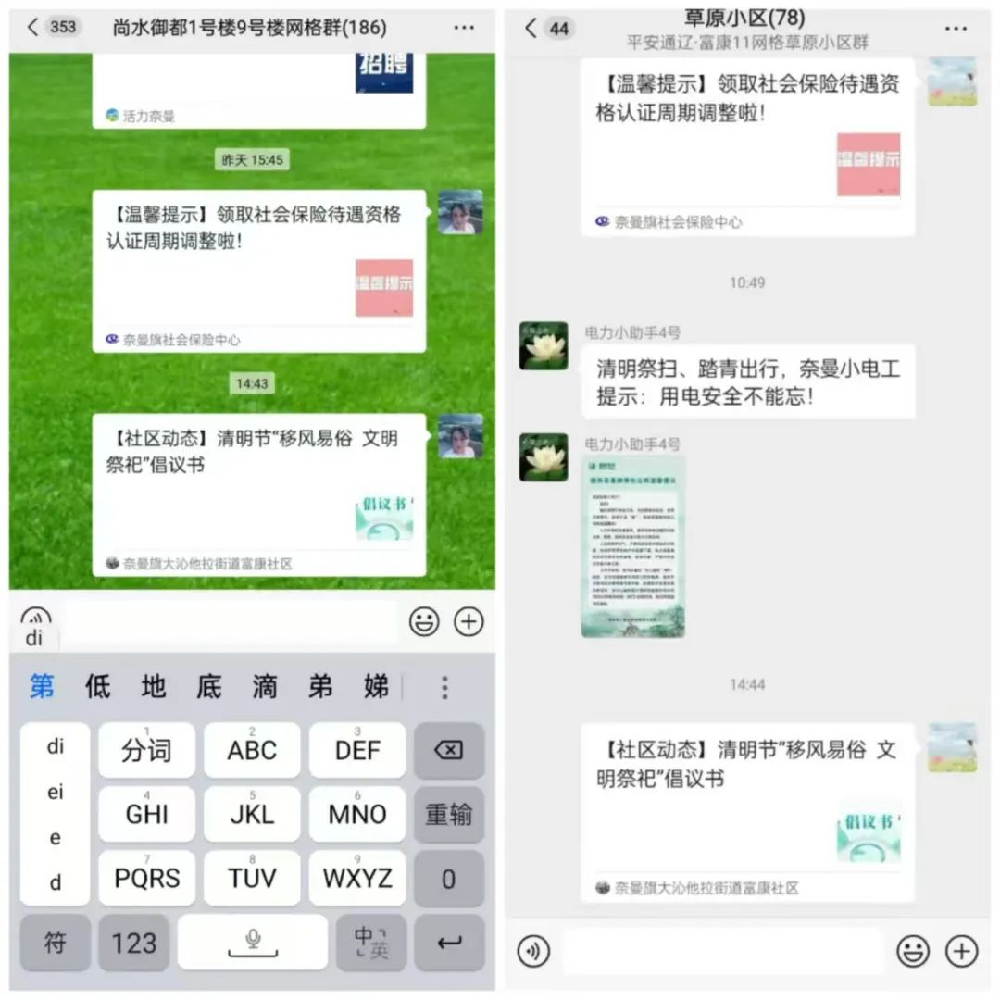 353
尚水御都1号楼9号楼网格群(186)
招聘
活力奈曼
昨天 15:45
【温馨提示】领取社会保险待遇资格
认证周期调整啦！
温馨提示
奈曼旗社会保险中心
14:43
【社区动态】清明节“移风易俗 文明
祭祀”倡议书
倡议书
奈曼旗大沁他拉街道富康社区
di
第 低 地 底 滴 弟 娣
di
ei
e
d
1
分词
2
ABC
3
DEF
4
GHI
5
JKL
6
MNO
重输
7
PQRS
8
TUV
9
WXYZ
0
符
123
中
英
44
草原小区(78)
平安通辽·富康11网格草原小区群
【温馨提示】领取社会保险待遇资
格认证周期调整啦！
温馨提示
奈曼旗社会保险中心
10:49
电力小助手4号
清明祭扫、踏青出行，奈曼小电工
提示：用电安全不能忘！
电力小助手4号
14:44
【社区动态】清明节“移风易俗 文
明祭祀”倡议书
倡议书
奈曼旗大沁他拉街道富康社区